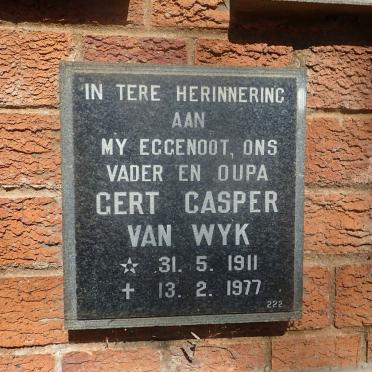 IN TERE HERINNERING
AAN
MY EGGENOOT, ONS
VADER EN OUPA
GERT CASPER
VAN WYK
☆ 31. 5. 1911
✝ 13. 2. 1977
222